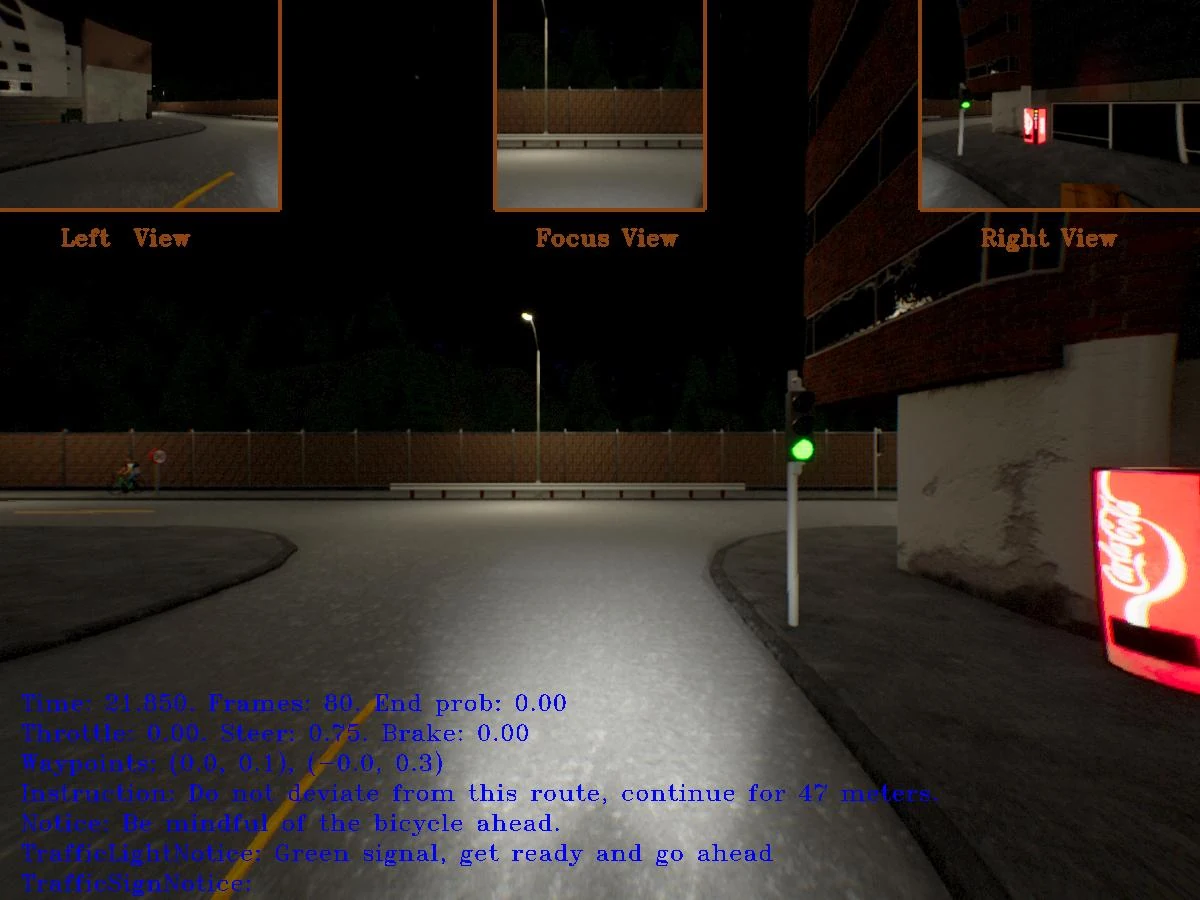 Left View
Focus View
Right View
Coca-Cola
Time: 21.850. Frames: 80. End prob: 0.00
Throttle: 0.00. Steer: 0.75. Brake: 0.00
Waypoints: (0.0, 0.1), (-0.0, 0.3)
Instruction: Do not deviate from this route, continue for 47 meters.
Notice: Be mindful of the bicycle ahead.
TrafficLightNotice: Green signal, get ready and go ahead
TrafficSignNotice: